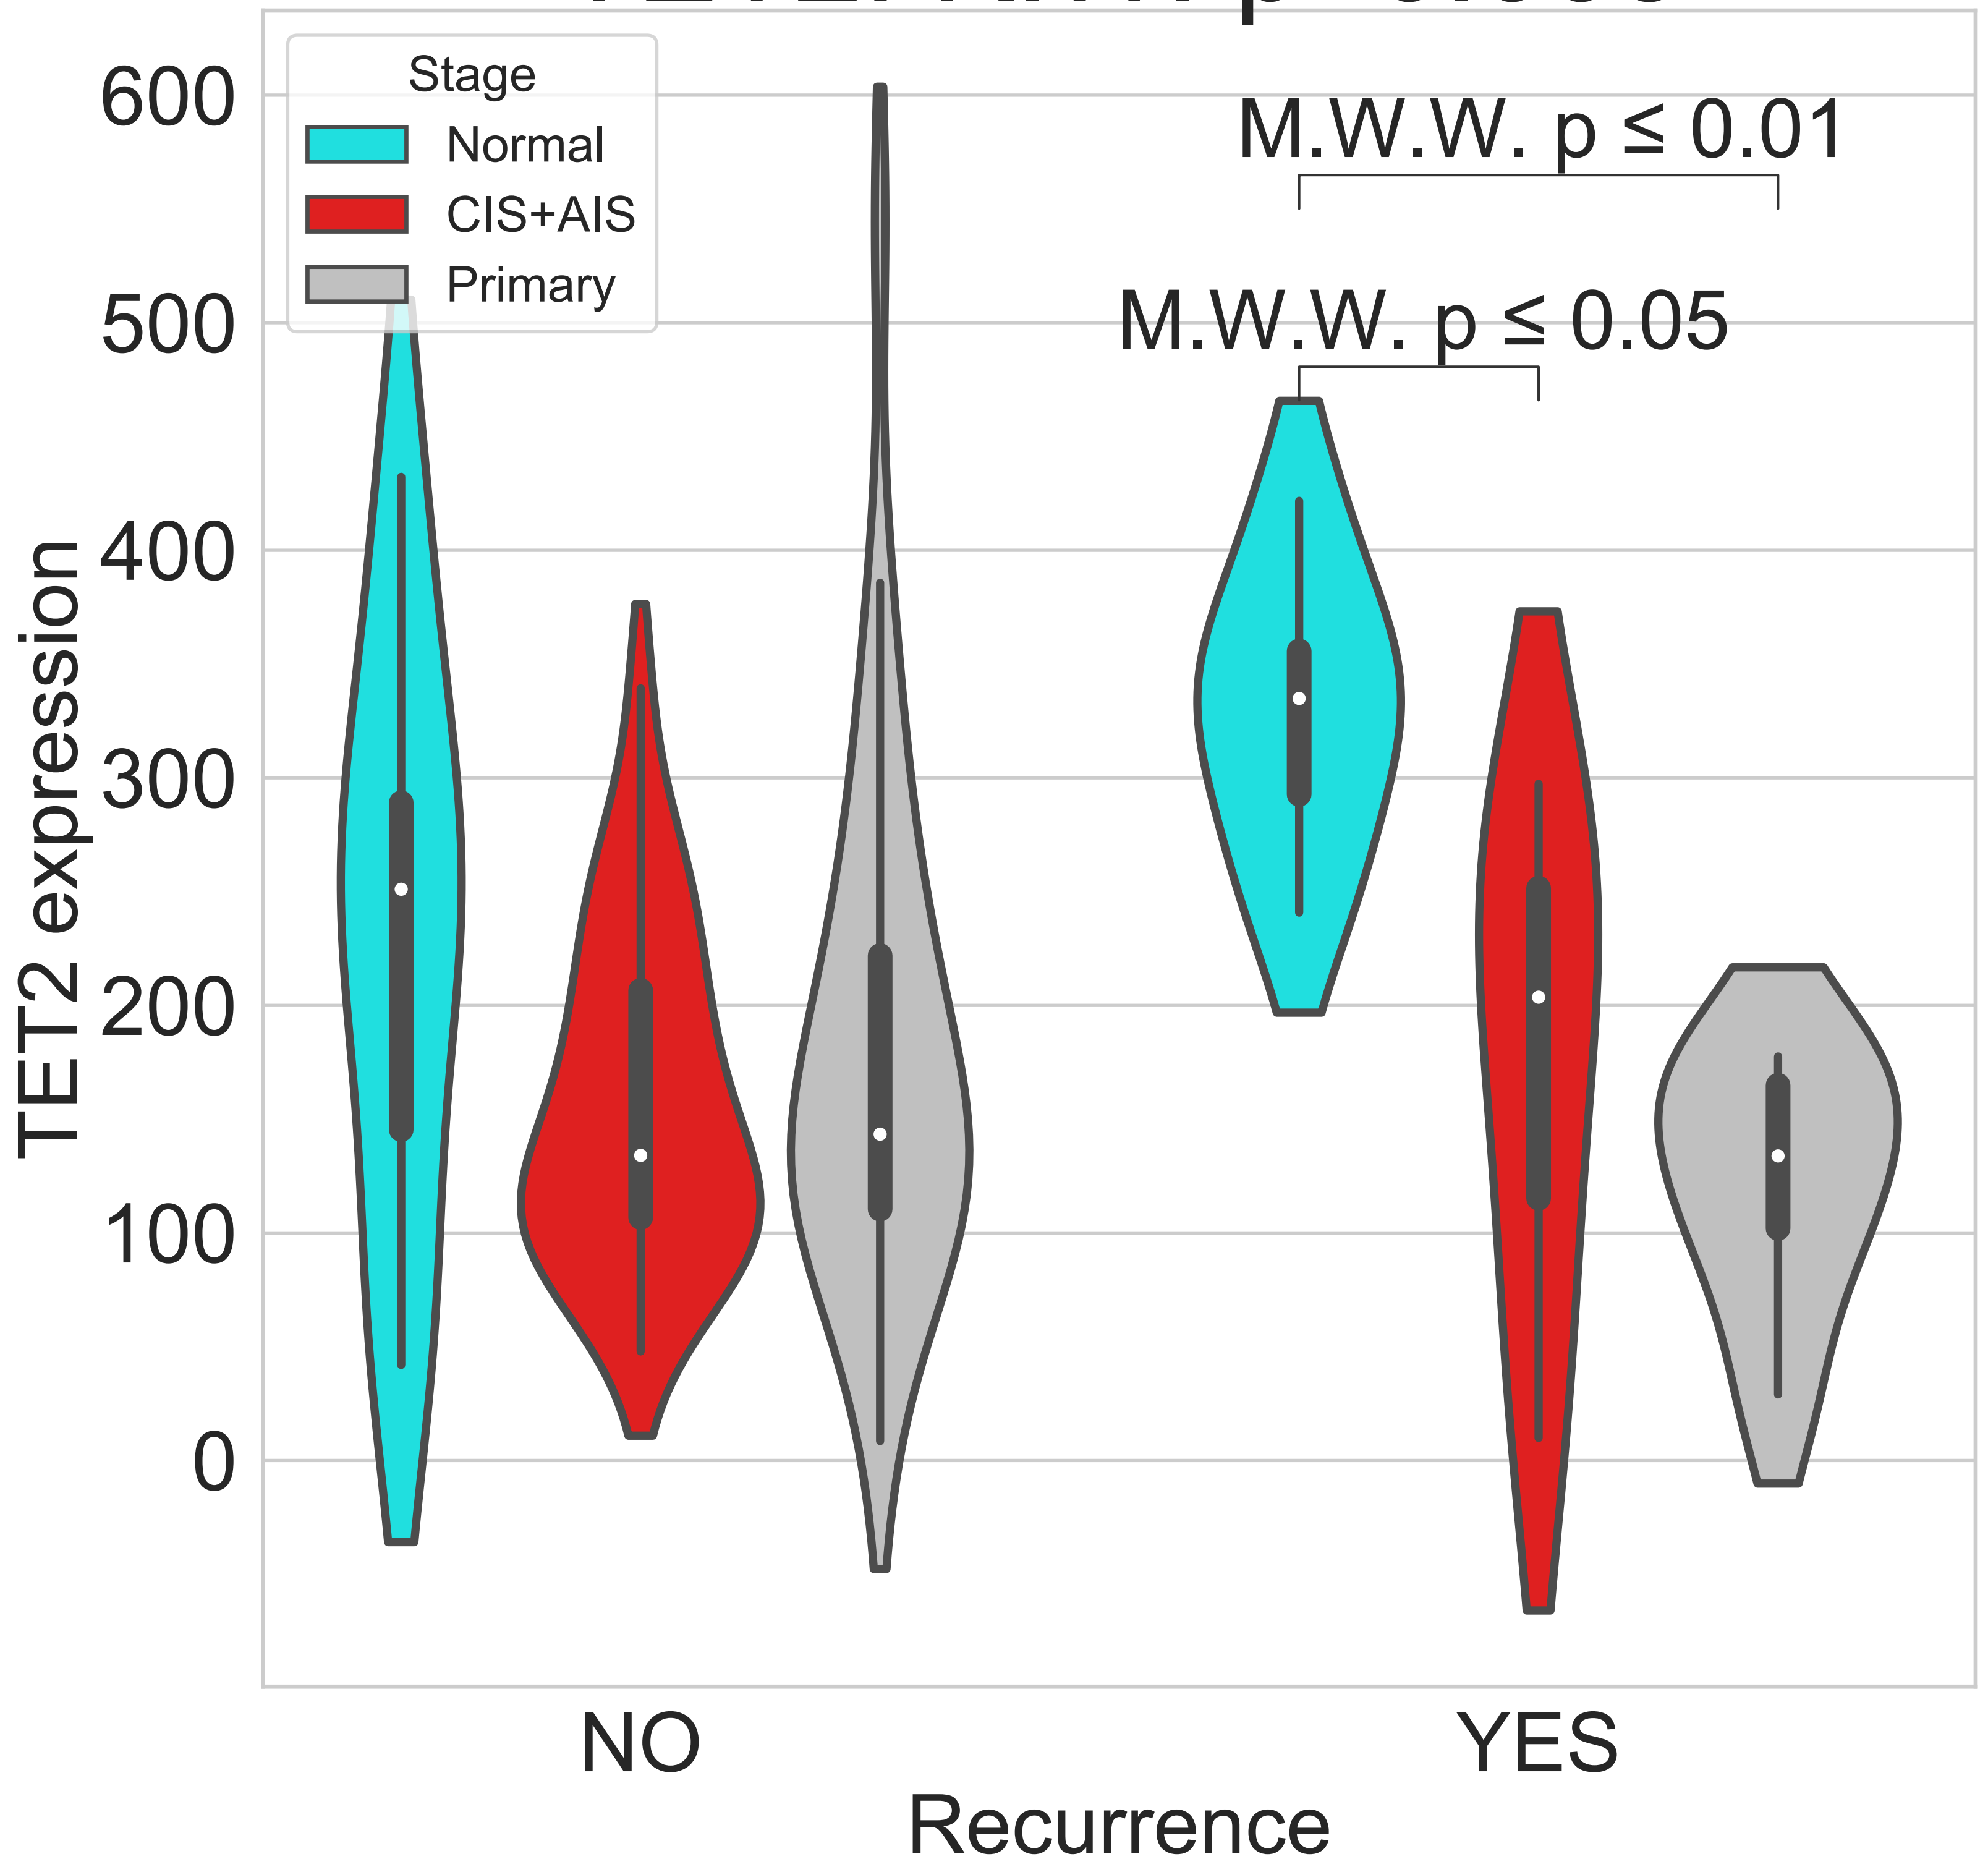 Stage
Normal
CIS+AIS
Primary
M.W.W. p ≤ 0.01
M.W.W. p ≤ 0.05
600
500
400
300
200
100
0
TET2 expression
NO
YES
Recurrence